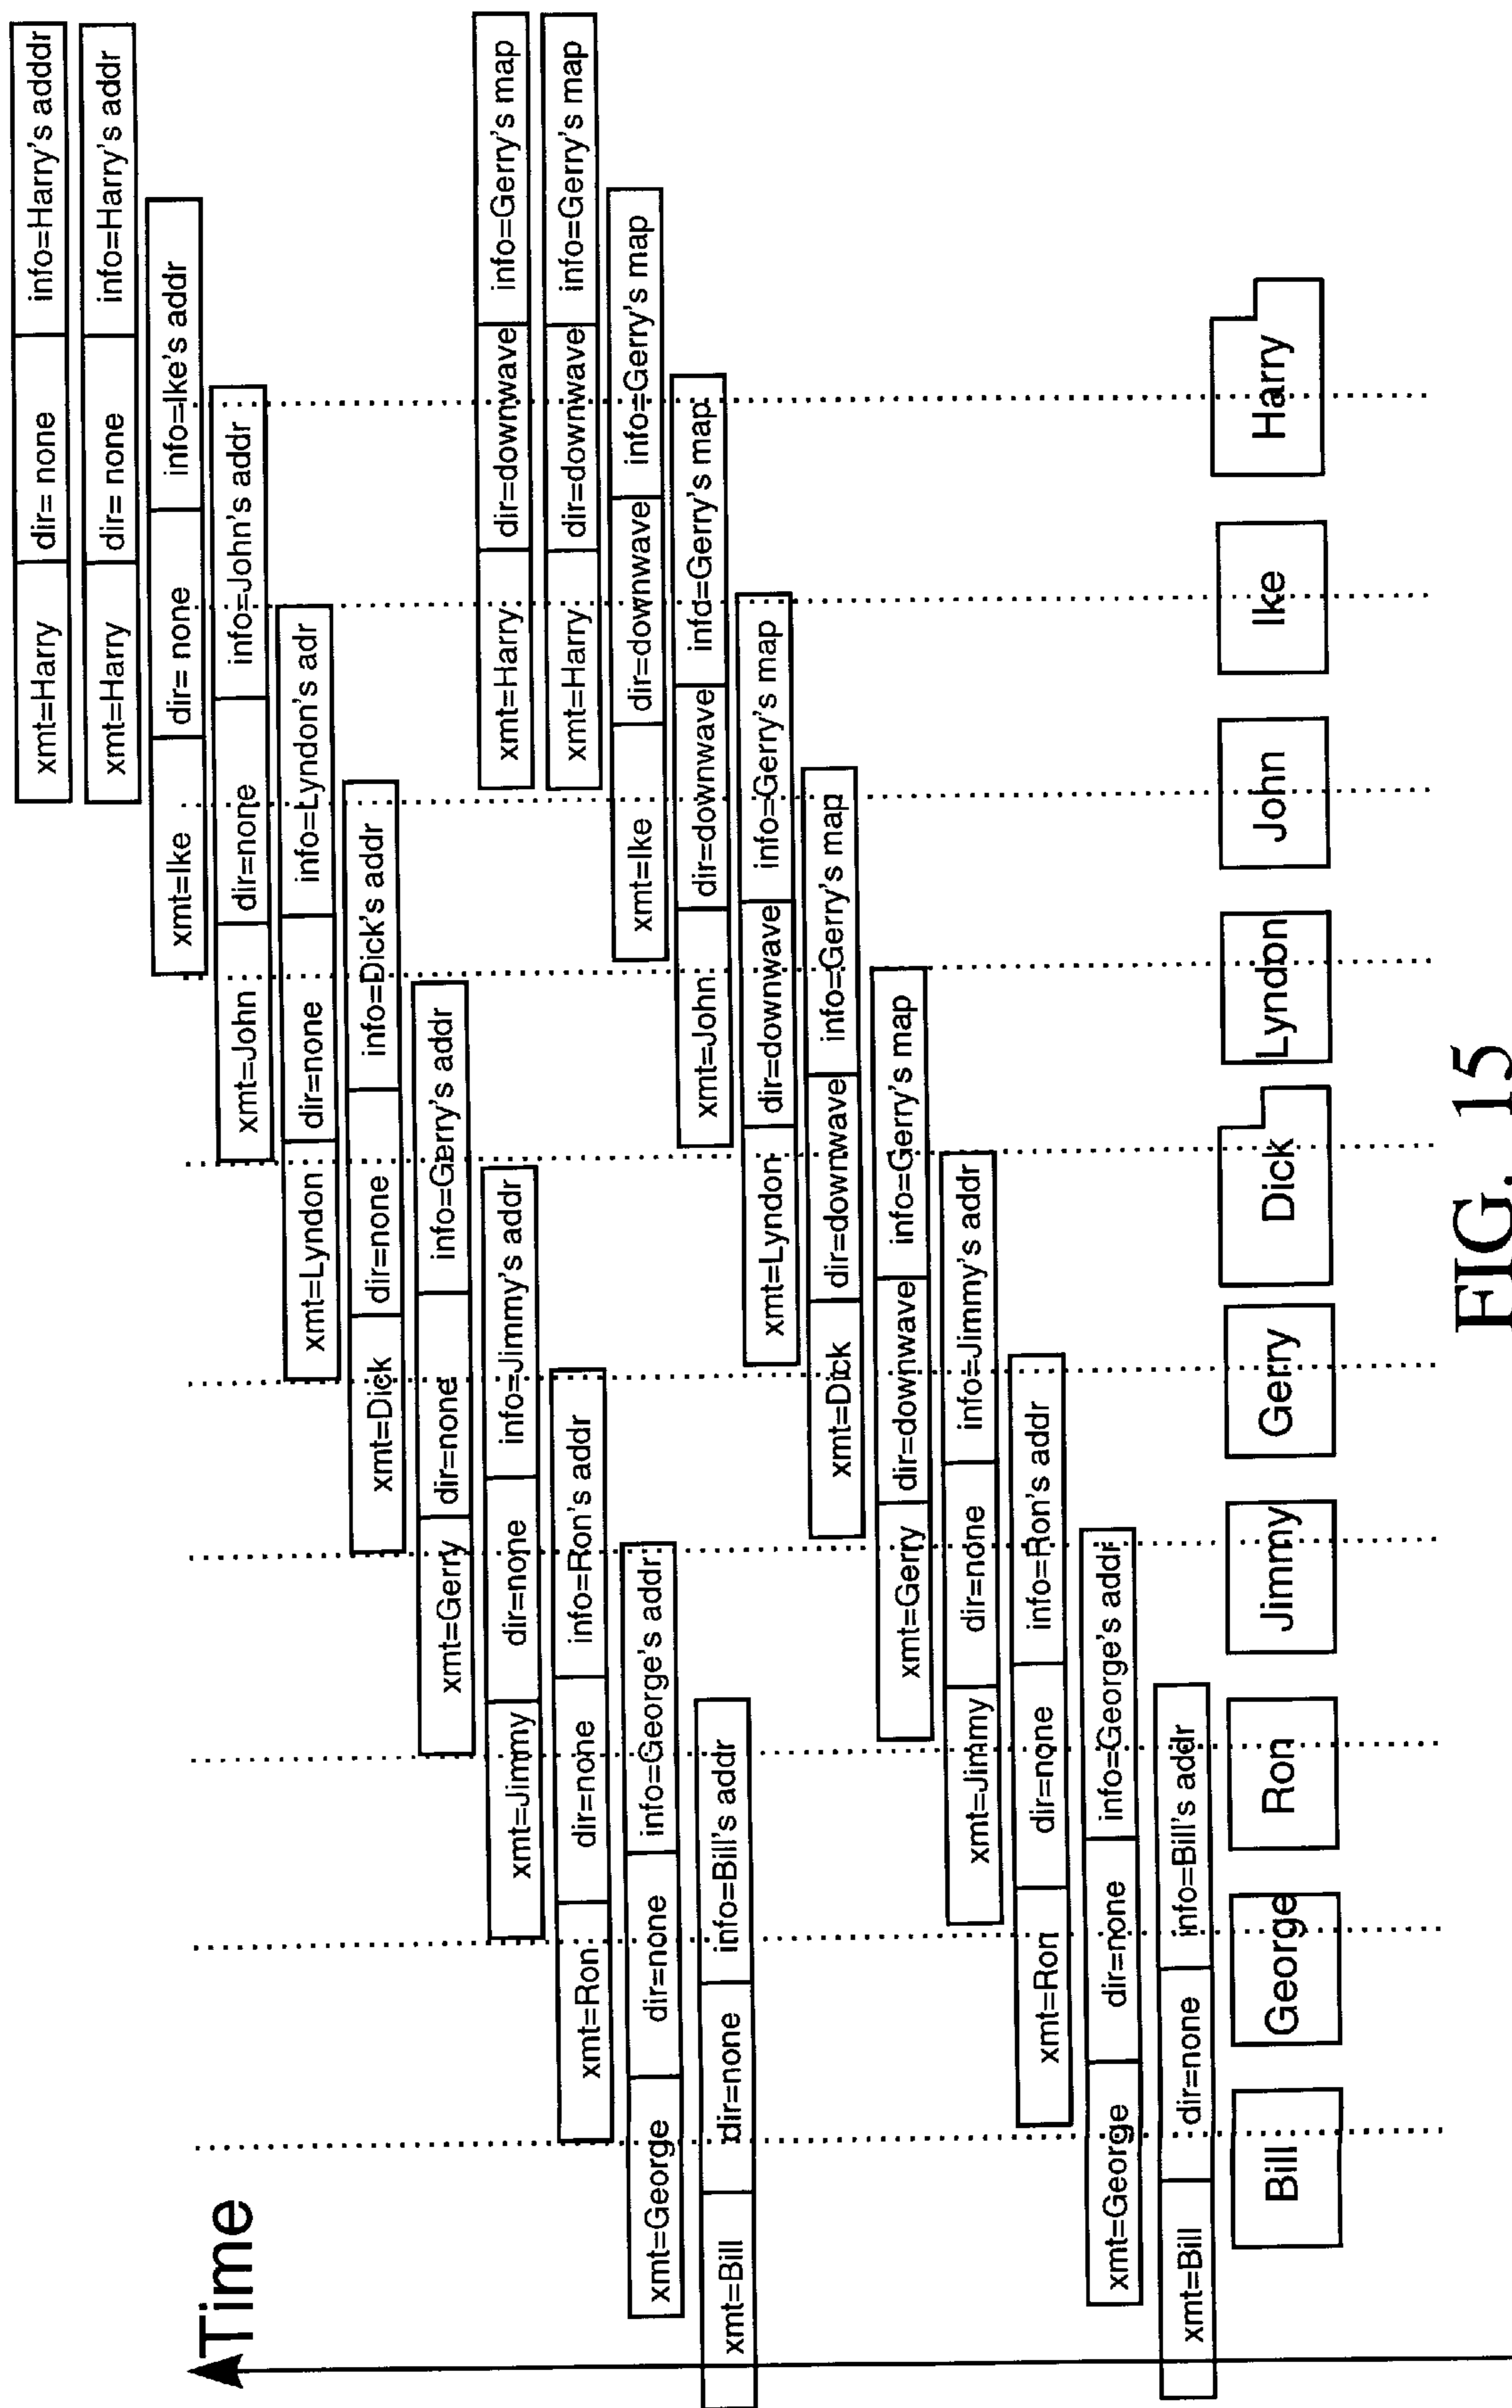 Time
xmt=Harry dir= none info=Harry's adddr
xmt=Harry dir= none info=Harry's addr
xmt=Ike dir= none info=Ike's addr
xmt=John dir=none info=John's addr
xmt=Lyndon dir=none info=Lyndon's adr
xmt=Dick dir=none info=Dick's addr
xmt=Gerry dir=none info=Gerry's addr
xmt=Jimmy dir=none info=Jimmy's addr
xmt=Ron dir=none info=Ron's addr
xmt=George dir=none info=George's addr
xmt=Bill dir=none info=Bill's addr
xmt=Harry dir=downwave info=Gerry's map
xmt=Harry dir=downwave info=Gerry's map
xmt=Ike dir=downwave info=Gerry's map
xmt=John dir=downwave info=Gerry's map
xmt=Lyndon dir=downwave info=Gerry's map
xmt=Dick dir=downwave info=Gerry's map
xmt=Gerry dir=downwave info=Gerry's map
xmt=Jimmy dir=none info=Jimmy's addr
xmt=Ron dir=none info=Ron's addr
xmt=George dir=none info=George's addr
xmt=Bill dir=none info=Bill's addr
Bill George Ron Jimmy Gerry Dick Lyndon John Ike Harry
FIG. 15